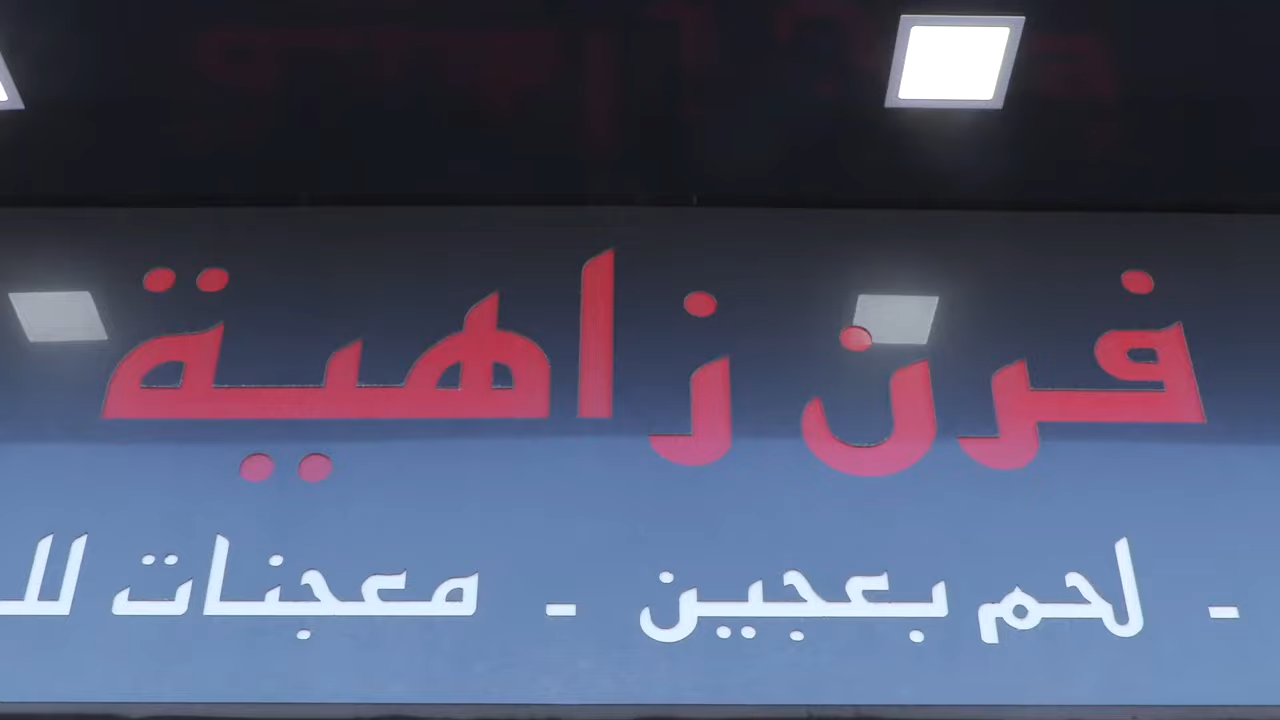 فرن زاهية
- لحم بعجين - معجنات